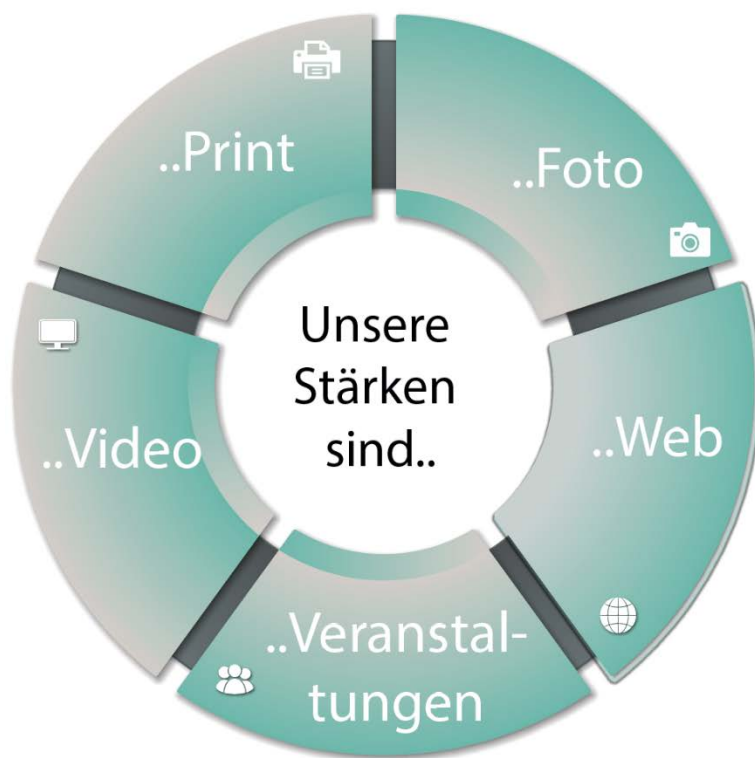 Unsere
Stärken
sind..
..Print
..Foto
..Web
..Veranstal-
tungen
..Video